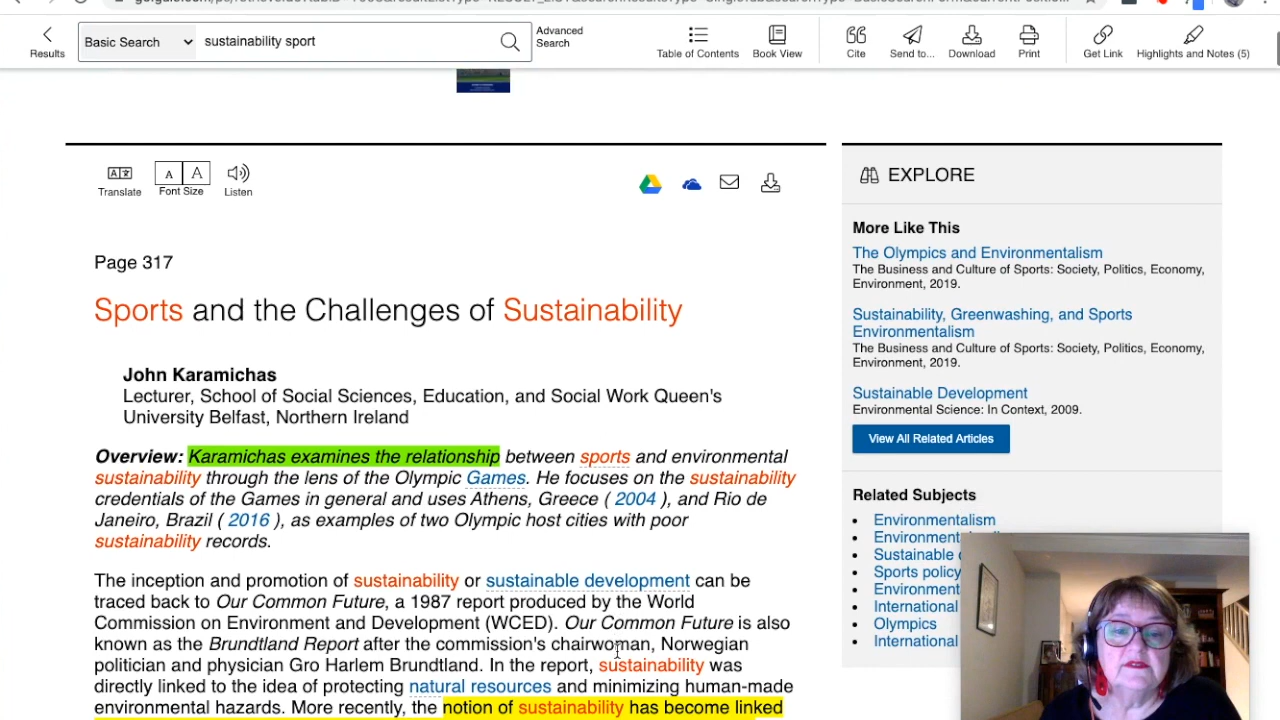 Results
Basic Search
sustainability sport
Advanced
Search
Table of Contents
Book View
Cite
Send to...
Download
Print
Get Link
Highlights and Notes (5)
Translate
A A
Font Size
Listen
Page 317
Sports and the Challenges of Sustainability
John Karamichas
Lecturer, School of Social Sciences, Education, and Social Work Queen's
University Belfast, Northern Ireland
Overview: Karamichas examines the relationship between sports and environmental
sustainability through the lens of the Olympic Games. He focuses on the sustainability
credentials of the Games in general and uses Athens, Greece ( 2004 ), and Rio de
Janeiro, Brazil ( 2016 ), as examples of two Olympic host cities with poor
sustainability records.
The inception and promotion of sustainability or sustainable development can be
traced back to Our Common Future, a 1987 report produced by the World
Commission on Environment and Development (WCED). Our Common Future is also
known as the Brundtland Report after the commission's chairwoman, Norwegian
politician and physician Gro Harlem Brundtland. In the report, sustainability was
directly linked to the idea of protecting natural resources and minimizing human-made
environmental hazards. More recently, the notion of sustainability has become linked
EXPLORE
More Like This
The Olympics and Environmentalism
The Business and Culture of Sports: Society, Politics, Economy,
Environment, 2019.
Sustainability, Greenwashing, and Sports
Environmentalism
The Business and Culture of Sports: Society, Politics, Economy,
Environment, 2019.
Sustainable Development
Environmental Science: In Context, 2009.
View All Related Articles
Related Subjects
Environmentalism
Sustainable
Sports policy
Environment
International
Olympics
International